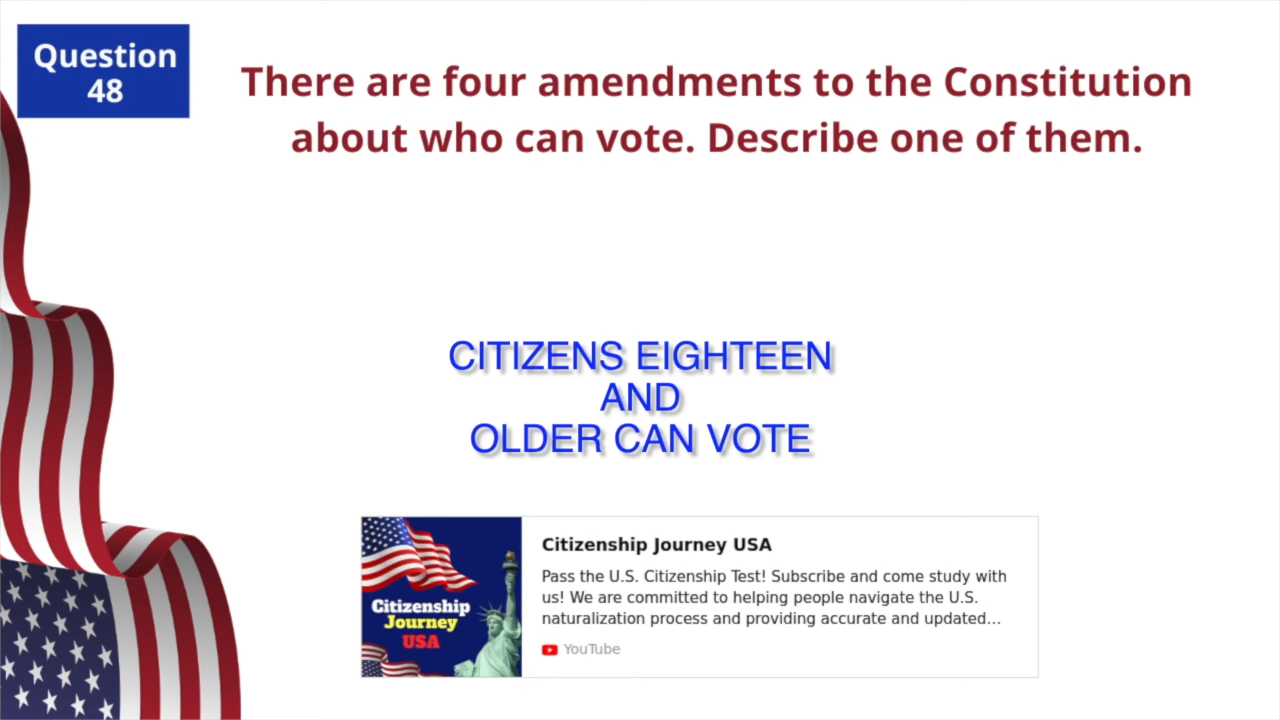 Question
48
There are four amendments to the Constitution
about who can vote. Describe one of them.
CITIZENS EIGHTEEN
AND
OLDER CAN VOTE
Citizenship
Journey
USA
Citizenship Journey USA
Pass the U.S. Citizenship Test! Subscribe and come study with
us! We are committed to helping people navigate the U.S.
naturalization process and providing accurate and updated...
YouTube